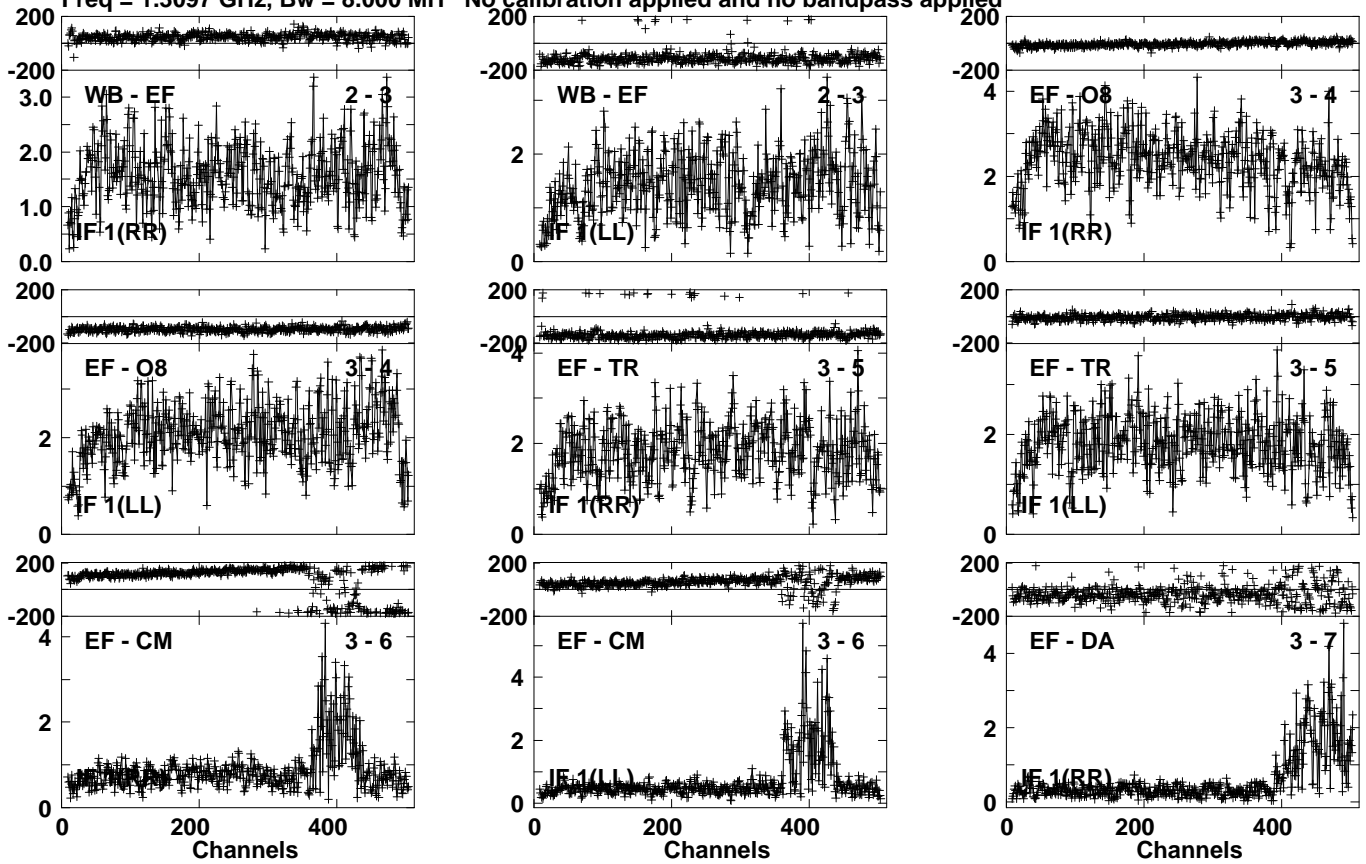 Freq = 1.3097 GHz, Bw = 8.000 MH No calibration applied and no bandpass applied
200
-200
3.0
2.0
1.0
0.0
WB - EF 2 - 3
IF 1(RR)
200
-200
2
0
WB - EF 2 - 3
IF 1(LL)
200
-200
4
2
0
EF - O8 3 - 4
IF 1(RR)
200
-200
2
0
EF - O8 3 - 4
IF 1(LL)
200
-200
4
2
0
EF - TR 3 - 5
IF 1(RR)
200
-200
2
0
EF - TR 3 - 5
IF 1(LL)
200
-200
4
2
0
EF - CM 3 - 6
IF 1(RR)
0 200 400
Channels
200
-200
4
2
0
EF - CM 3 - 6
IF 1(LL)
0 200 400
Channels
200
-200
4
2
0
EF - DA 3 - 7
IF 1(RR)
0 200 400
Channels